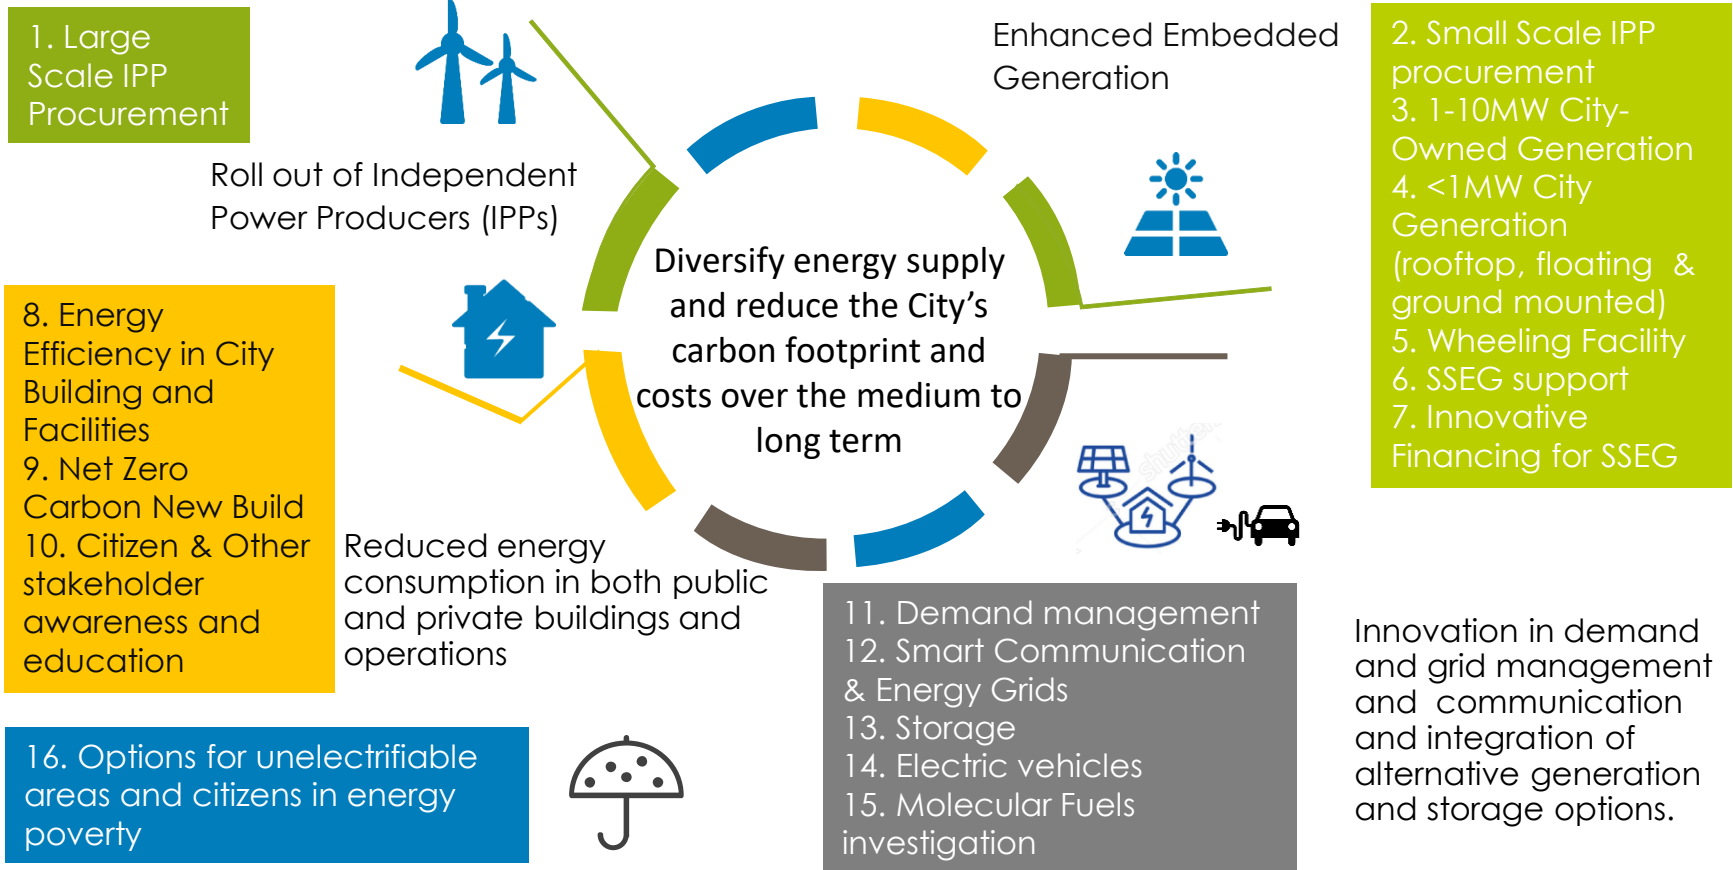 1. Large
Scale IPP
Procurement
Roll out of Independent
Power Producers (IPPs)
Enhanced Embedded
Generation
2. Small Scale IPP
procurement
3. 1-10MW City-
Owned Generation
4. <1MW City
Generation
(rooftop, floating & 
ground mounted)
5. Wheeling Facility
6. SSEG support
7. Innovative
Financing for SSEG
Diversify energy supply
and reduce the City’s
carbon footprint and
costs over the medium to
long term
8. Energy
Efficiency in City
Building and
Facilities
9. Net Zero
Carbon New Build
10. Citizen & Other
stakeholder
awareness and
education
Reduced energy
consumption in both public
and private buildings and
operations
11. Demand management
12. Smart Communication
& Energy Grids
13. Storage
14. Electric vehicles
15. Molecular Fuels
investigation
Innovation in demand
and grid management
and communication
and integration of
alternative generation
and storage options.
16. Options for unelectrifiable
areas and citizens in energy
poverty